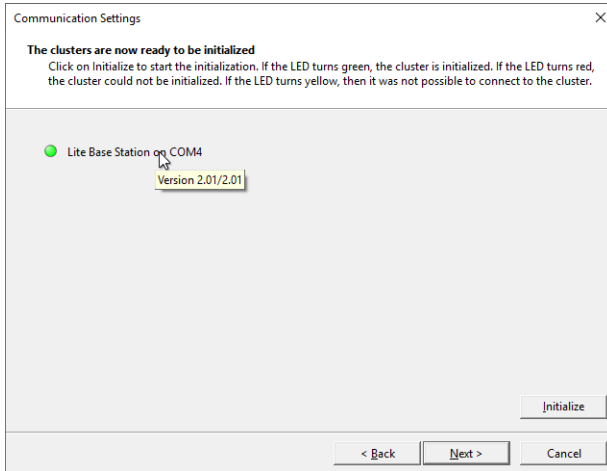 Communication Settings
The clusters are now ready to be initialized
Click on Initialize to start the initialization. If the LED turns green, the cluster is initialized. If the LED turns red,
the cluster could not be initialized. If the LED turns yellow, then it was not possible to connect to the cluster.
Lite Base Station on COM4
Version 2.01/2.01
Initialize
< Back
Next >
Cancel